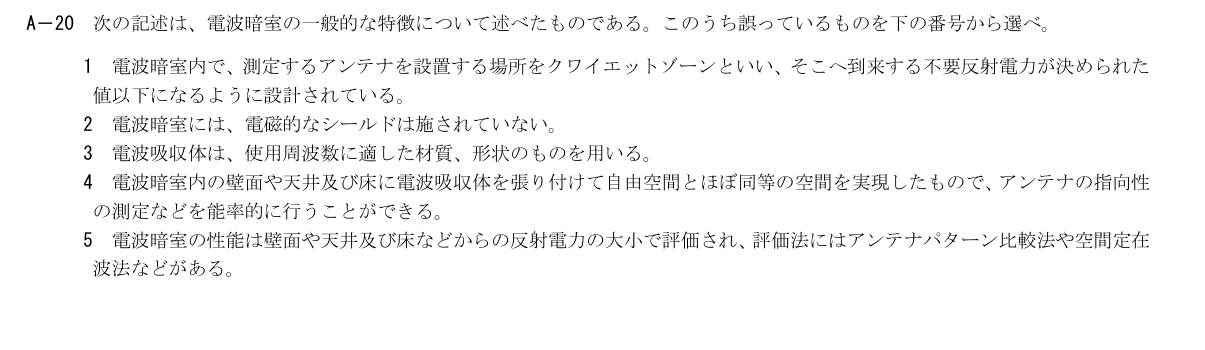 A－20 次の記述は、電波暗室の一般的な特徴について述べたものである。このうち誤っているものを下の番号から選べ。
1 電波暗室内で、測定するアンテナを設置する場所をクワイエットゾーンといい、そこへ到来する不要反射電力が決められた
値以下になるように設計されている。
2 電波暗室には、電磁的なシールドは施されていない。
3 電波吸収体は、使用周波数に適した材質、形状のものを用いる。
4 電波暗室内の壁面や天井及び床に電波吸収体を張り付けて自由空間とほぼ同等の空間を実現したもので、アンテナの指向性
の測定などを能率的に行うことができる。
5 電波暗室の性能は壁面や天井及び床などからの反射電力の大小で評価され、評価法にはアンテナパターン比較法や空間定在
波法などがある。